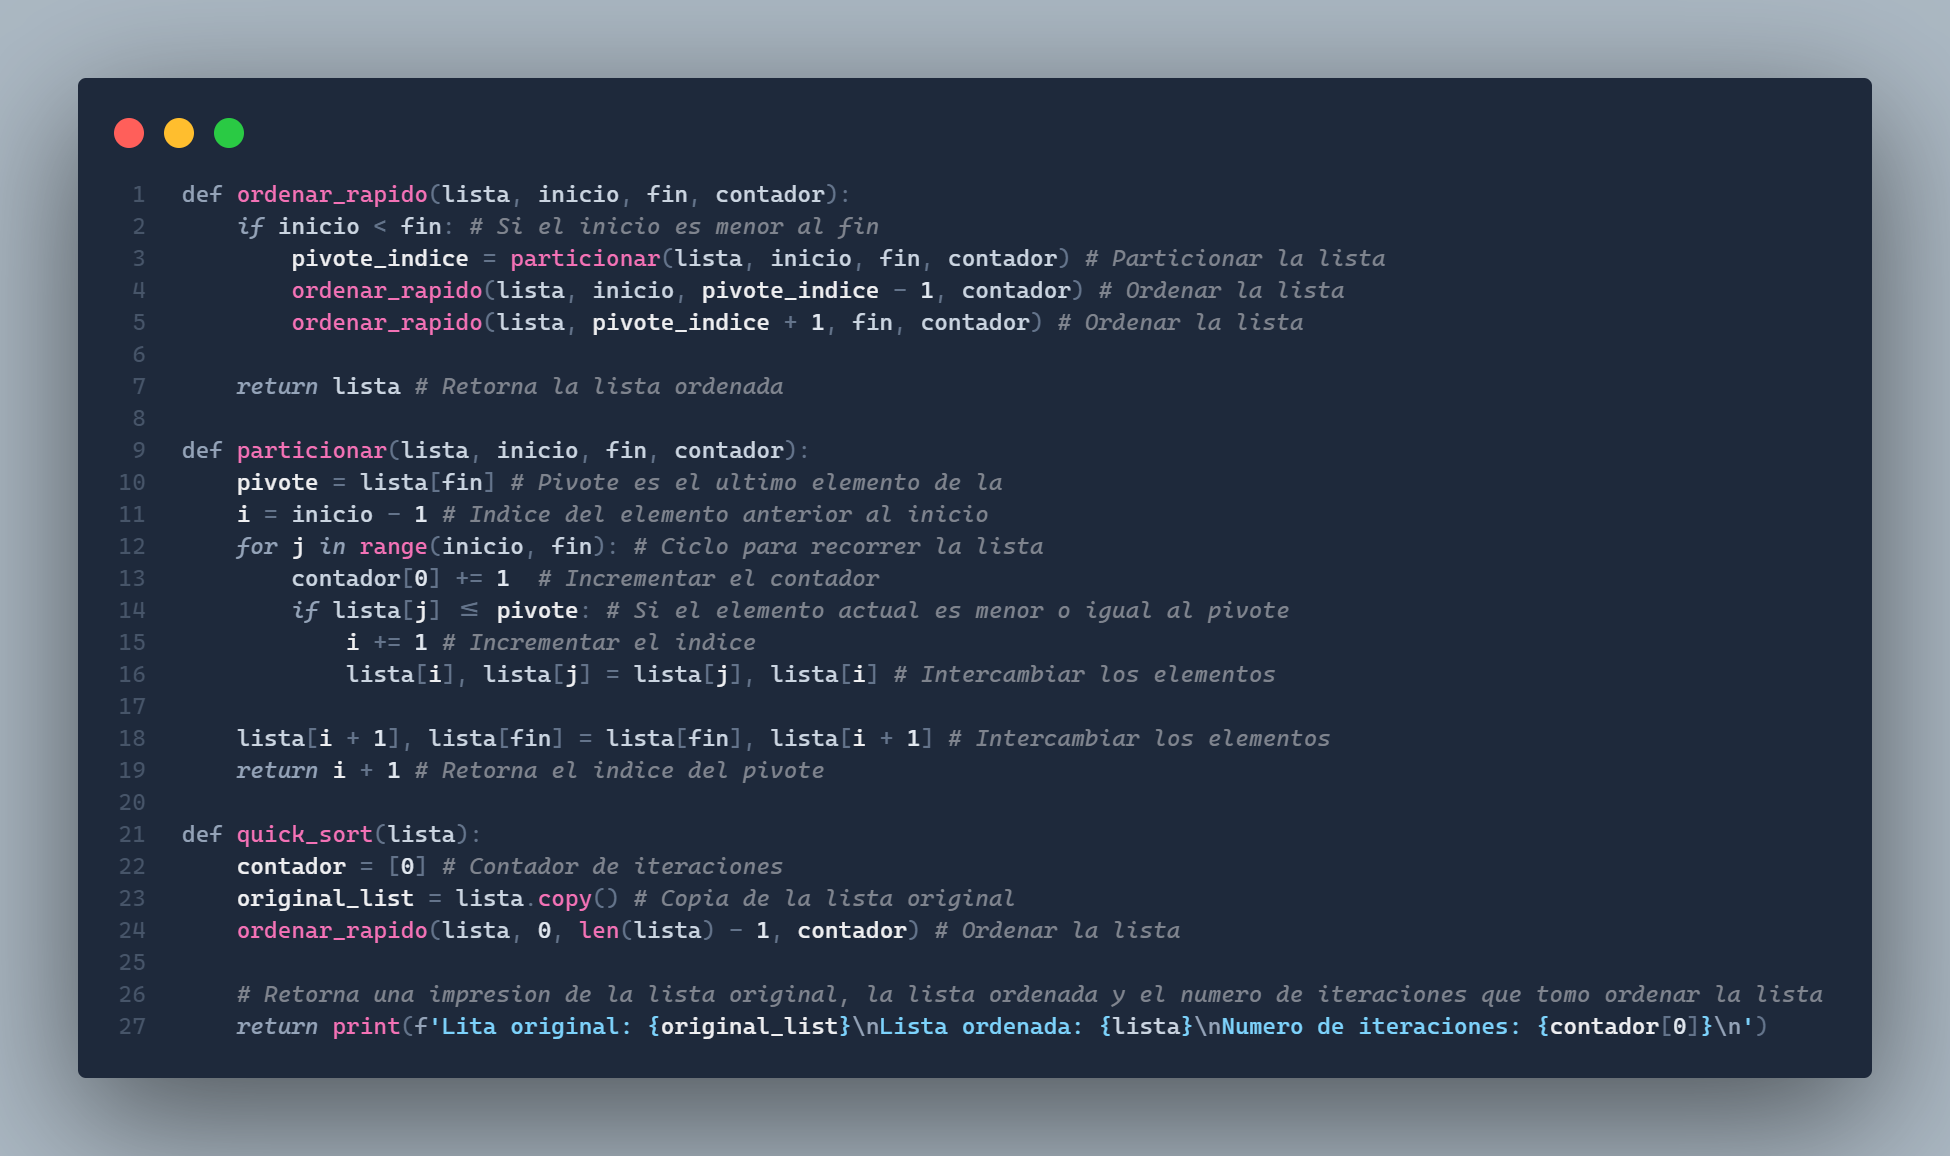 1 def ordenar_rapido(lista, inicio, fin, contador):
2     if inicio < fin: # Si el inicio es menor al fin
3         pivote_indice = particionar(lista, inicio, fin, contador) # Particionar la lista
4         ordenar_rapido(lista, inicio, pivote_indice - 1, contador) # Ordenar la lista
5         ordenar_rapido(lista, pivote_indice + 1, fin, contador) # Ordenar la lista
6
7     return lista # Retorna la lista ordenada
8
9 def particionar(lista, inicio, fin, contador):
10     pivote = lista[fin] # Pivote es el ultimo elemento de la
11     i = inicio - 1 # Indice del elemento anterior al inicio
12     for j in range(inicio, fin): # Ciclo para recorrer la lista
13         contador[0] += 1  # Incrementar el contador
14         if lista[j] ≤ pivote: # Si el elemento actual es menor o igual al pivote
15             i += 1 # Incrementar el indice
16             lista[i], lista[j] = lista[j], lista[i] # Intercambiar los elementos
17
18     lista[i + 1], lista[fin] = lista[fin], lista[i + 1] # Intercambiar los elementos
19     return i + 1 # Retorna el indice del pivote
20
21 def quick_sort(lista):
22     contador = [0] # Contador de iteraciones
23     original_list = lista.copy() # Copia de la lista original
24     ordenar_rapido(lista, 0, len(lista) - 1, contador) # Ordenar la lista
25
26     # Retorna una impresion de la lista original, la lista ordenada y el numero de iteraciones que tomo ordenar la lista
27     return print(f'Lita original: {original_list}\nLista ordenada: {lista}\nNumero de iteraciones: {contador[0]}\n')